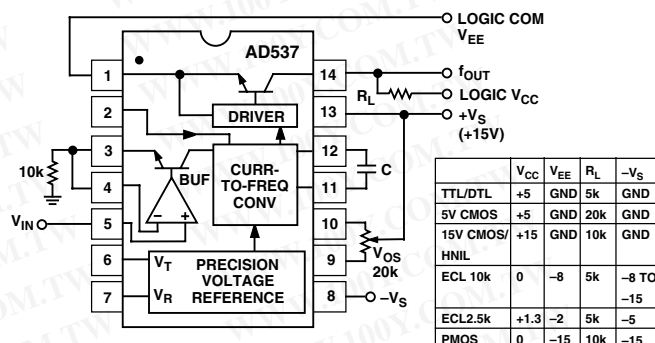 LOGIC COM
VEE
AD537
1
14
fOUT
RL
LOGIC VCC
2
DRIVER
13
+VS
(+15V)
3
12
10k
BUF
CURR-
TO-FREQ
CONV
C
4
11
VIN
5
10
VOS
20k
6
VT
PRECISION
VOLTAGE
REFERENCE
9
7
VR
8
–VS
VCC VEE RL –VS
TTL/DTL +5 GND 5k GND
5V CMOS +5 GND 20k GND
15V CMOS/ +15 GND 10k GND
HNIL
ECL 10k 0 –8 5k –8 TO
–15
ECL2.5k +1.3 –2 5k –5
PMOS 0 –15 10k –15
WWW.100Y.COM.TW